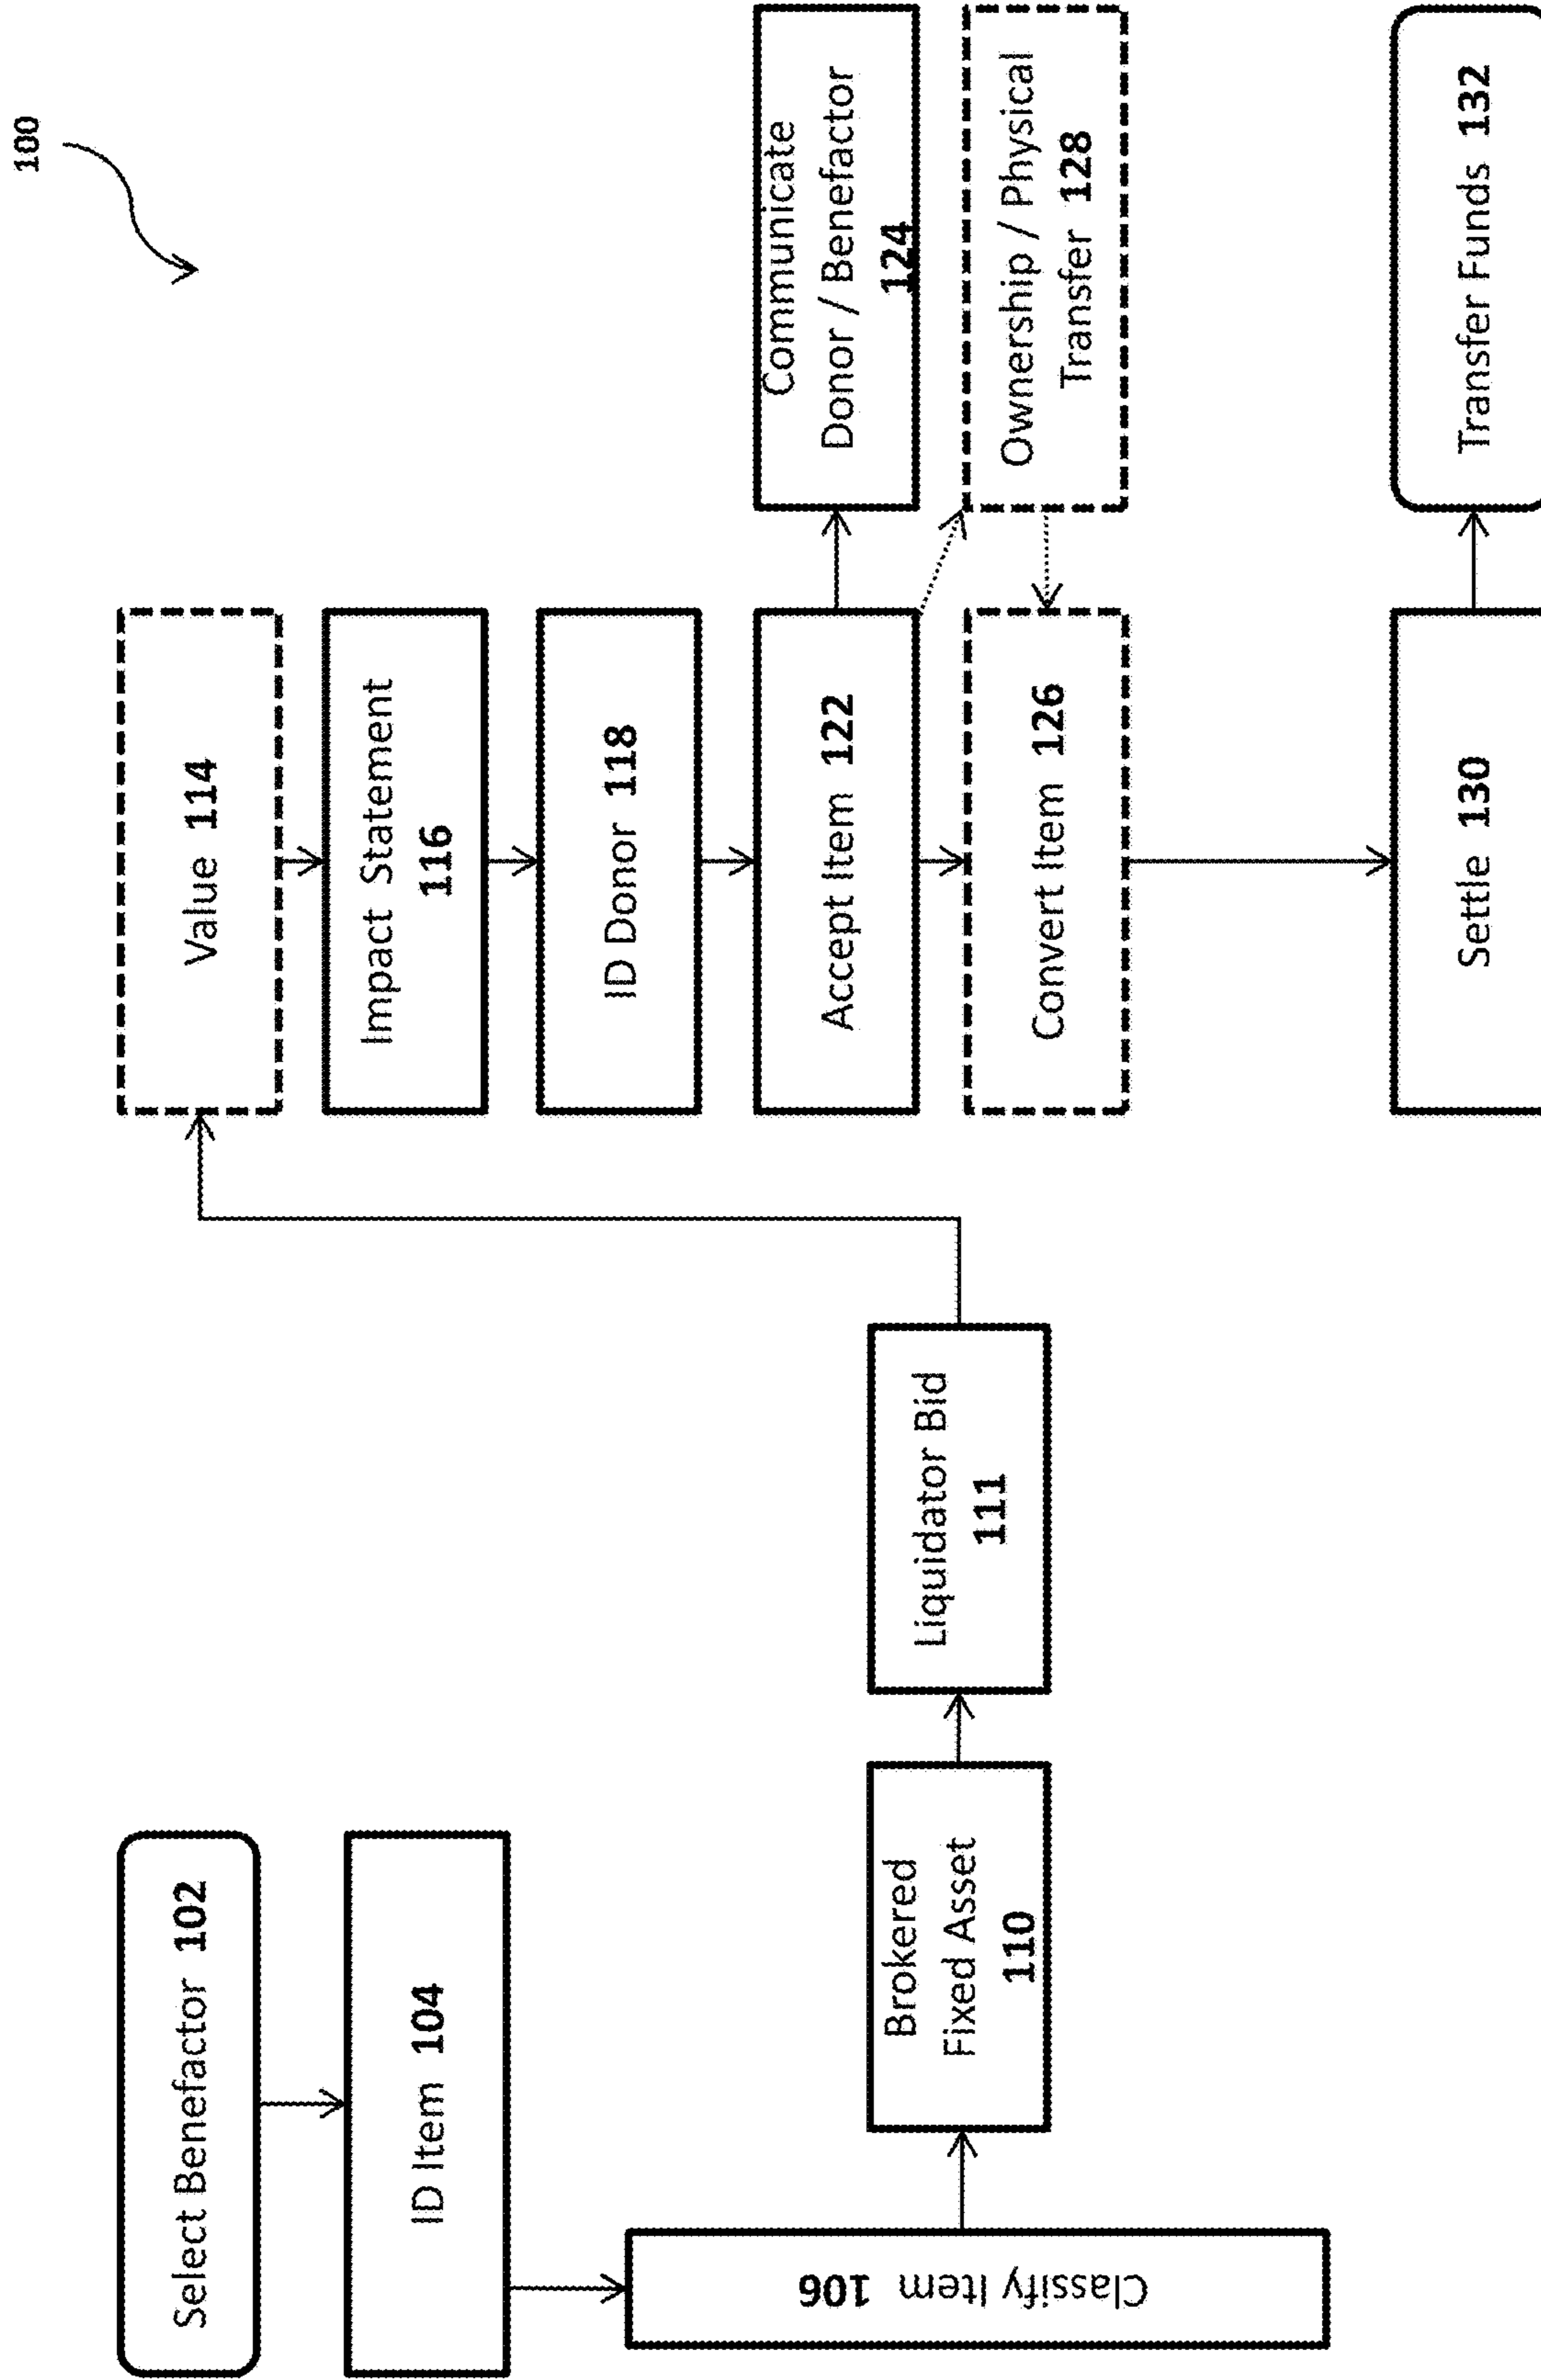 100
Select Benefactor 102
ID Item 104
Classify Item 106
Brokered
Fixed Asset
110
Liquidator Bid
111
Value 114
Impact Statement
116
ID Donor 118
Accept Item 122
Communicate
Donor / Benefactor
124
Convert Item 126
Ownership / Physical
Transfer 128
Settle 130
Transfer Funds 132